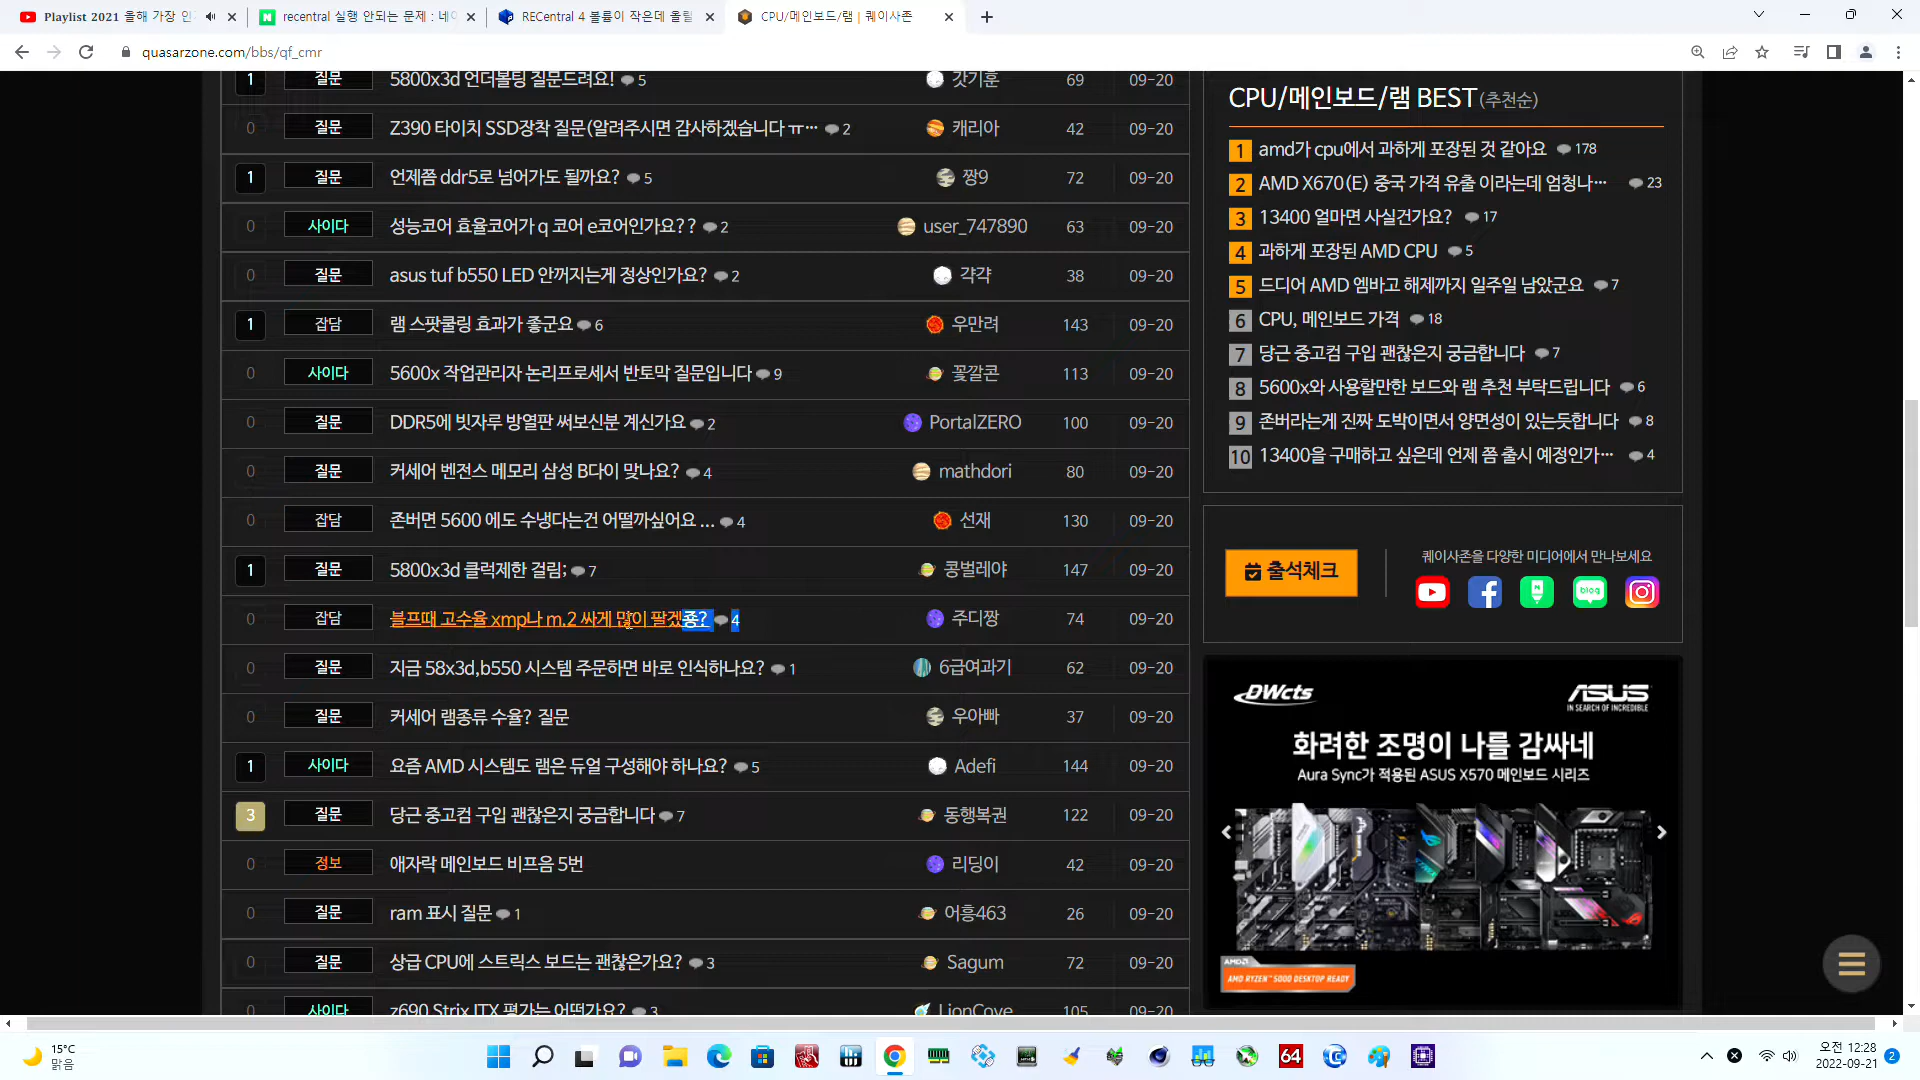 Playlist 2021 올해 가장 인
recentral 실행 안되는 문제 : 네이
RECentral 4 볼륨이 작은데 올릴
CPU/메인보드/램 | 퀘이사존
quasarzone.com/bbs/qf_cmr
1 질문 5800x3d 언더볼팅 질문드려요! 5 갓기훈 69 09-20
0 질문 Z390 타이치 SSD장착 질문(알려주시면 감사하겠습니다 ㅠ… 2 캐리아 42 09-20
1 질문 언제쯤 ddr5로 넘어가도 될까요? 5 짱9 72 09-20
0 사이다 성능코어 효율코어가 q 코어 e코어인가요?? 2 user_747890 63 09-20
0 질문 asus tuf b550 LED 안꺼지는게 정상인가요? 2 각각 38 09-20
1 잡담 램 스팟쿨링 효과가 좋군요 6 우만려 143 09-20
0 사이다 5600x 작업관리자 논리프로세서 반토막 질문입니다 9 꽃깔콘 113 09-20
0 질문 DDR5에 빗자루 방열판 써보신분 계신가요 2 PortalZERO 100 09-20
0 질문 커세어 벤전스 메모리 삼성 B다이 맞나요? 4 mathdori 80 09-20
0 잡담 존버면 5600 에도 수냉다는건 어떨까싶어요 ... 4 선재 130 09-20
1 질문 5800x3d 클럭제한 걸림; 7 콩벌레야 147 09-20
0 잡담 블프때 고수율 xmp나 m.2 싸게 많이 팔겠죵? 4 주디짱 74 09-20
0 질문 지금 58x3d,b550 시스템 주문하면 바로 인식하나요? 1 6급여과기 62 09-20
0 질문 커세어 램종류 수율? 질문 우아빠 37 09-20
1 사이다 요즘 AMD 시스템도 램은 듀얼 구성해야 하나요? 5 Adefi 144 09-20
3 질문 당근 중고컴 구입 괜찮은지 궁금합니다 7 동행복권 122 09-20
0 정보 애자락 메인보드 비프음 5번 리딩이 42 09-20
0 질문 ram 표시 질문 1 어흥463 26 09-20
0 질문 상급 CPU에 스트릭스 보드는 괜찮은가요? 3 Sagum 72 09-20
0 사이다 z690 Strix ITX 평가는 어떤가요? 3 LionCove 105 09-20
CPU/메인보드/램 BEST(추천순)
1 amd가 cpu에서 과하게 포장된 것 같아요 178
2 AMD X670(E) 중국 가격 유출 이라는데 엄청나… 23
3 13400 얼마면 사실건가요? 17
4 과하게 포장된 AMD CPU 5
5 드디어 AMD 엠바고 해제까지 일주일 남았군요 7
6 CPU, 메인보드 가격 18
7 당근 중고컴 구입 괜찮은지 궁금합니다 7
8 5600x와 사용할만한 보드와 램 추천 부탁드립니다 6
9 존버라는게 진짜 도박이면서 양면성이 있는듯합니다 8
10 13400을 구매하고 싶은데 언제 쯤 출시 예정인가… 4
출석체크
퀘이사존을 다양한 미디어에서 만나보세요
blog
DWcts
ASUS
IN SEARCH OF INCREDIBLE
화려한 조명이 나를 감싸네
Aura Sync가 적용된 ASUS X570 메인보드 시리즈
AMD
AMD RYZEN™ 5000 DESKTOP READY
15°C
맑음
64
오전 12:28
2022-09-21
2